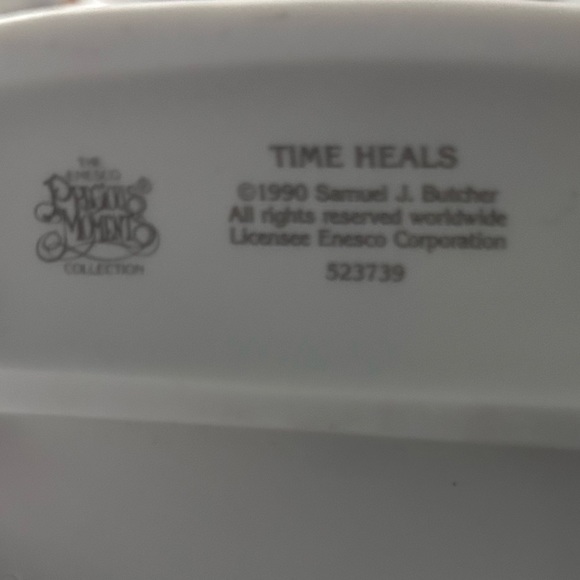 THE
ENESCO
PRECIOUS®
MOMENTS
COLLECTION
TIME HEALS
©1990 Samuel J. Butcher
All rights reserved worldwide
Licensee Enesco Corporation
523739